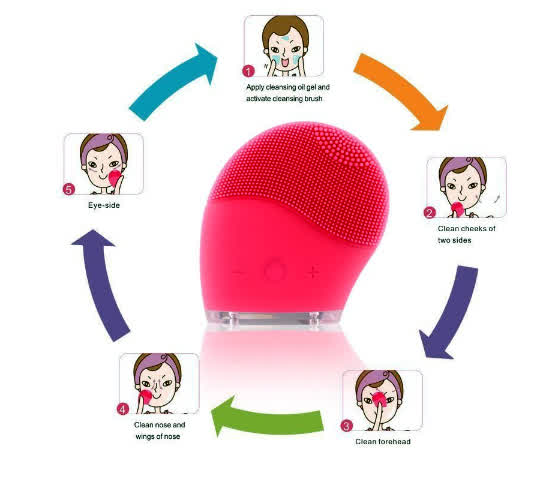 1
Apply cleansing oil gel and
activate cleansing brush
2
Clean cheeks of
two sides
3
Clean forehead
4
Clean nose and
wings of nose
5
Eye-side
- +